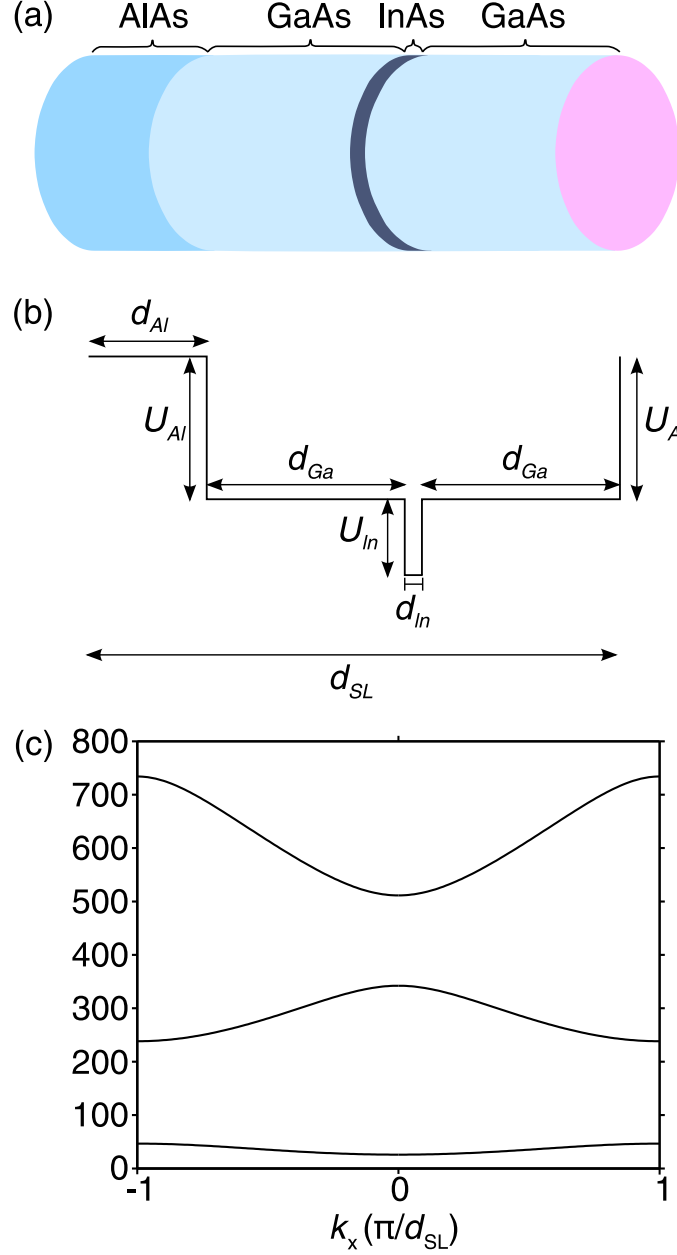 (a) AlAs GaAs InAs GaAs
(b)
d_Al
U_Al
d_Ga
d_Ga
U_A
U_In
d_In
d_SL
(c)
800
700
600
500
400
300
200
100
0
-1 0 1
k_x (π/d_SL)